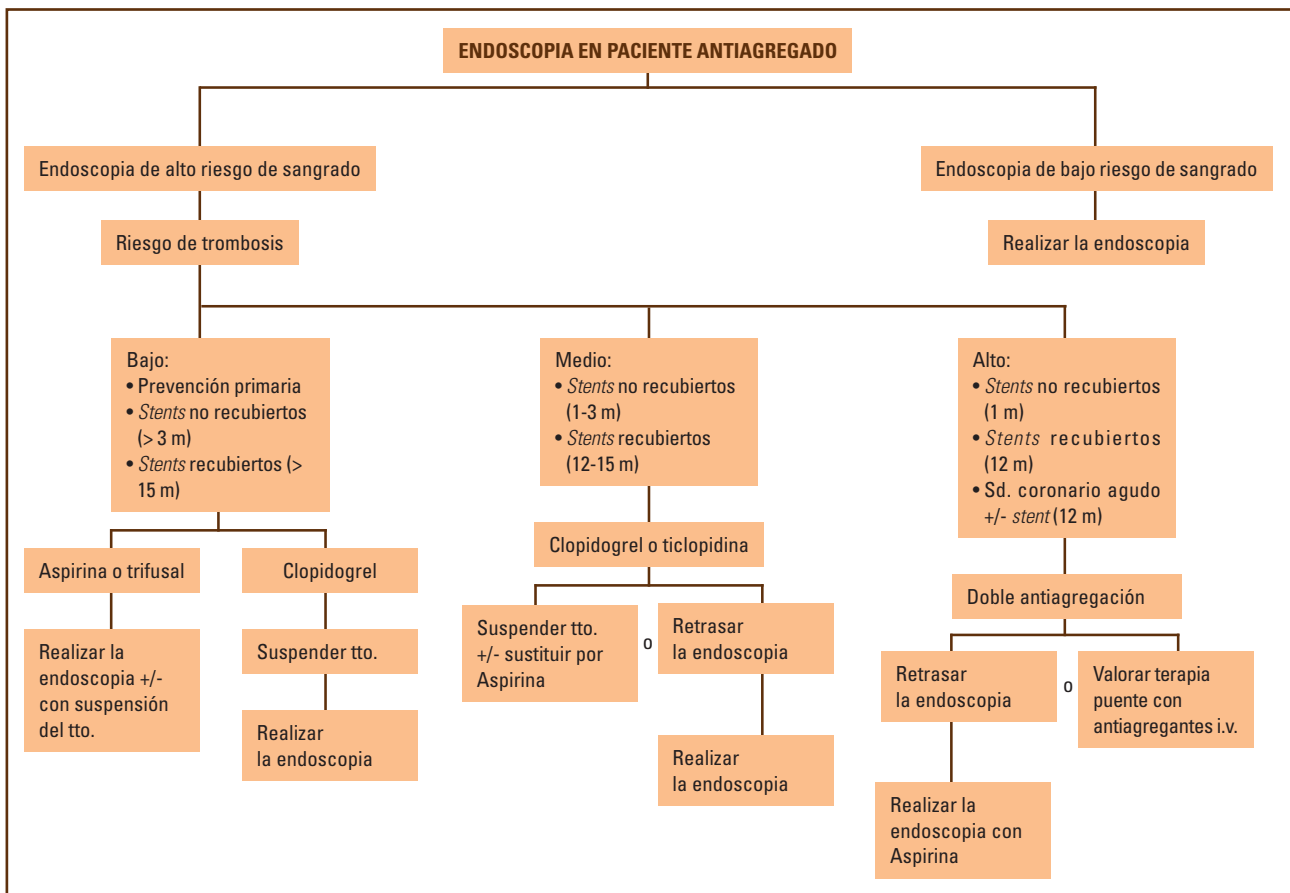 ENDOSCOPIA EN PACIENTE ANTIAGREGADO
Endoscopia de alto riesgo de sangrado
Endoscopia de bajo riesgo de sangrado
Riesgo de trombosis
Realizar la endoscopia
Bajo:
• Prevención primaria
• Stents no recubiertos
(> 3 m)
• Stents recubiertos (>
15 m)
Medio:
• Stents no recubiertos
(1-3 m)
• Stents recubiertos
(12-15 m)
Alto:
• Stents no recubiertos
(1 m)
• Stents recubiertos
(12 m)
• Sd. coronario agudo
+/- stent (12 m)
Aspirina o trifusal
Clopidogrel
Realizar la
endoscopia +/-
con suspensión
del tto.
Suspender tto.
Realizar
la endoscopia
Clopidogrel o ticlopidina
Suspender tto.
+/- sustituir por
Aspirina
o
Retrasar
la endoscopia
Realizar
la endoscopia
Doble antiagregación
Retrasar
la endoscopia
o
Valorar terapia
puente con
antiagregantes i.v.
Realizar la
endoscopia con
Aspirina